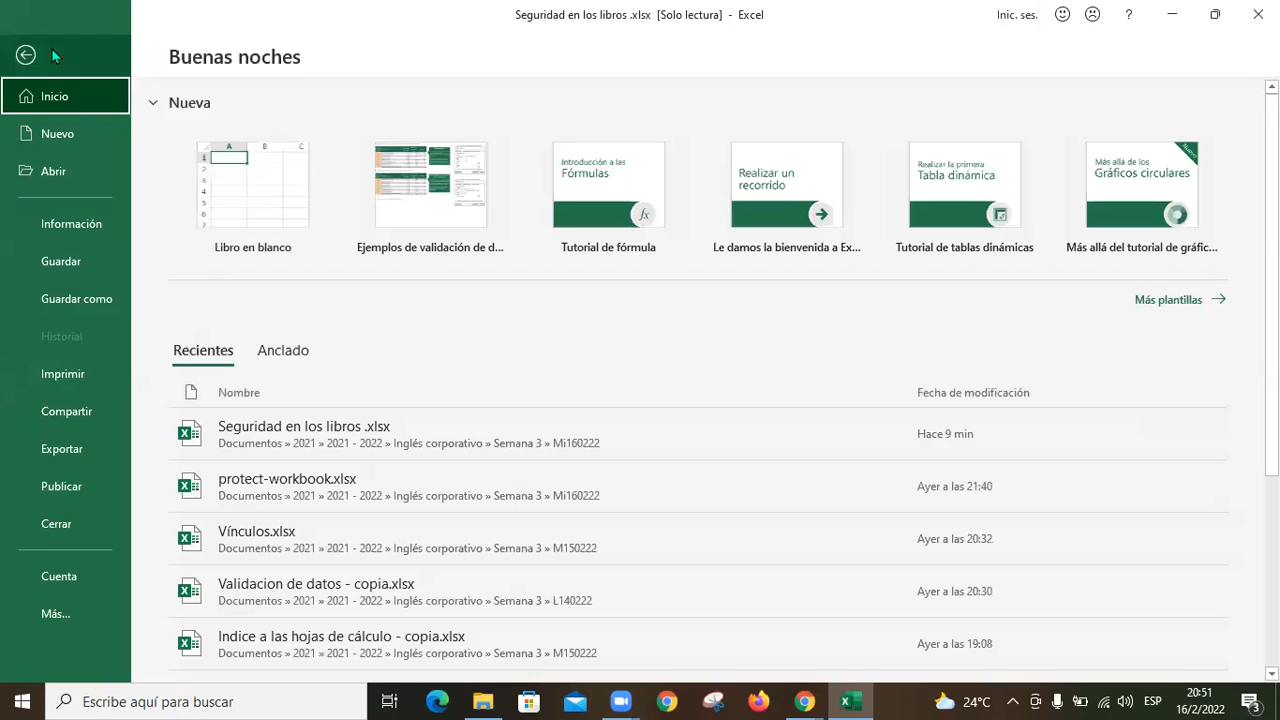 Seguridad en los libros .xlsx [Solo lectura] - Excel
Inic. ses.
Buenas noches
Inicio
Nuevo
Abrir
Información
Guardar
Guardar como
Historial
Imprimir
Compartir
Exportar
Publicar
Cerrar
Cuenta
Más...
Nueva
A B C
1
2
3
4
5
6
7
Introducción a las
Fórmulas
fx
Realizar un
recorrido
Realizar la primera
Tabla dinámica
Más allá de los
Gráficos circulares
Libro en blanco
Ejemplos de validación de d...
Tutorial de fórmula
Le damos la bienvenida a Ex...
Tutorial de tablas dinámicas
Más allá del tutorial de gráfic...
Más plantillas
Recientes Anclado
Nombre Fecha de modificación
Seguridad en los libros .xlsx
Documentos » 2021 » 2021 - 2022 » Inglés corporativo » Semana 3 » Mi160222
Hace 9 min
protect-workbook.xlsx
Documentos » 2021 » 2021 - 2022 » Inglés corporativo » Semana 3 » Mi160222
Ayer a las 21:40
Vínculos.xlsx
Documentos » 2021 » 2021 - 2022 » Inglés corporativo » Semana 3 » M150222
Ayer a las 20:32
Validacion de datos - copia.xlsx
Documentos » 2021 » 2021 - 2022 » Inglés corporativo » Semana 3 » L140222
Ayer a las 20:30
Indice a las hojas de cálculo - copia.xlsx
Documentos » 2021 » 2021 - 2022 » Inglés corporativo » Semana 3 » M150222
Ayer a las 19:08
Escribe aquí para buscar
24°C
ESP
20:51
16/2/2022
3